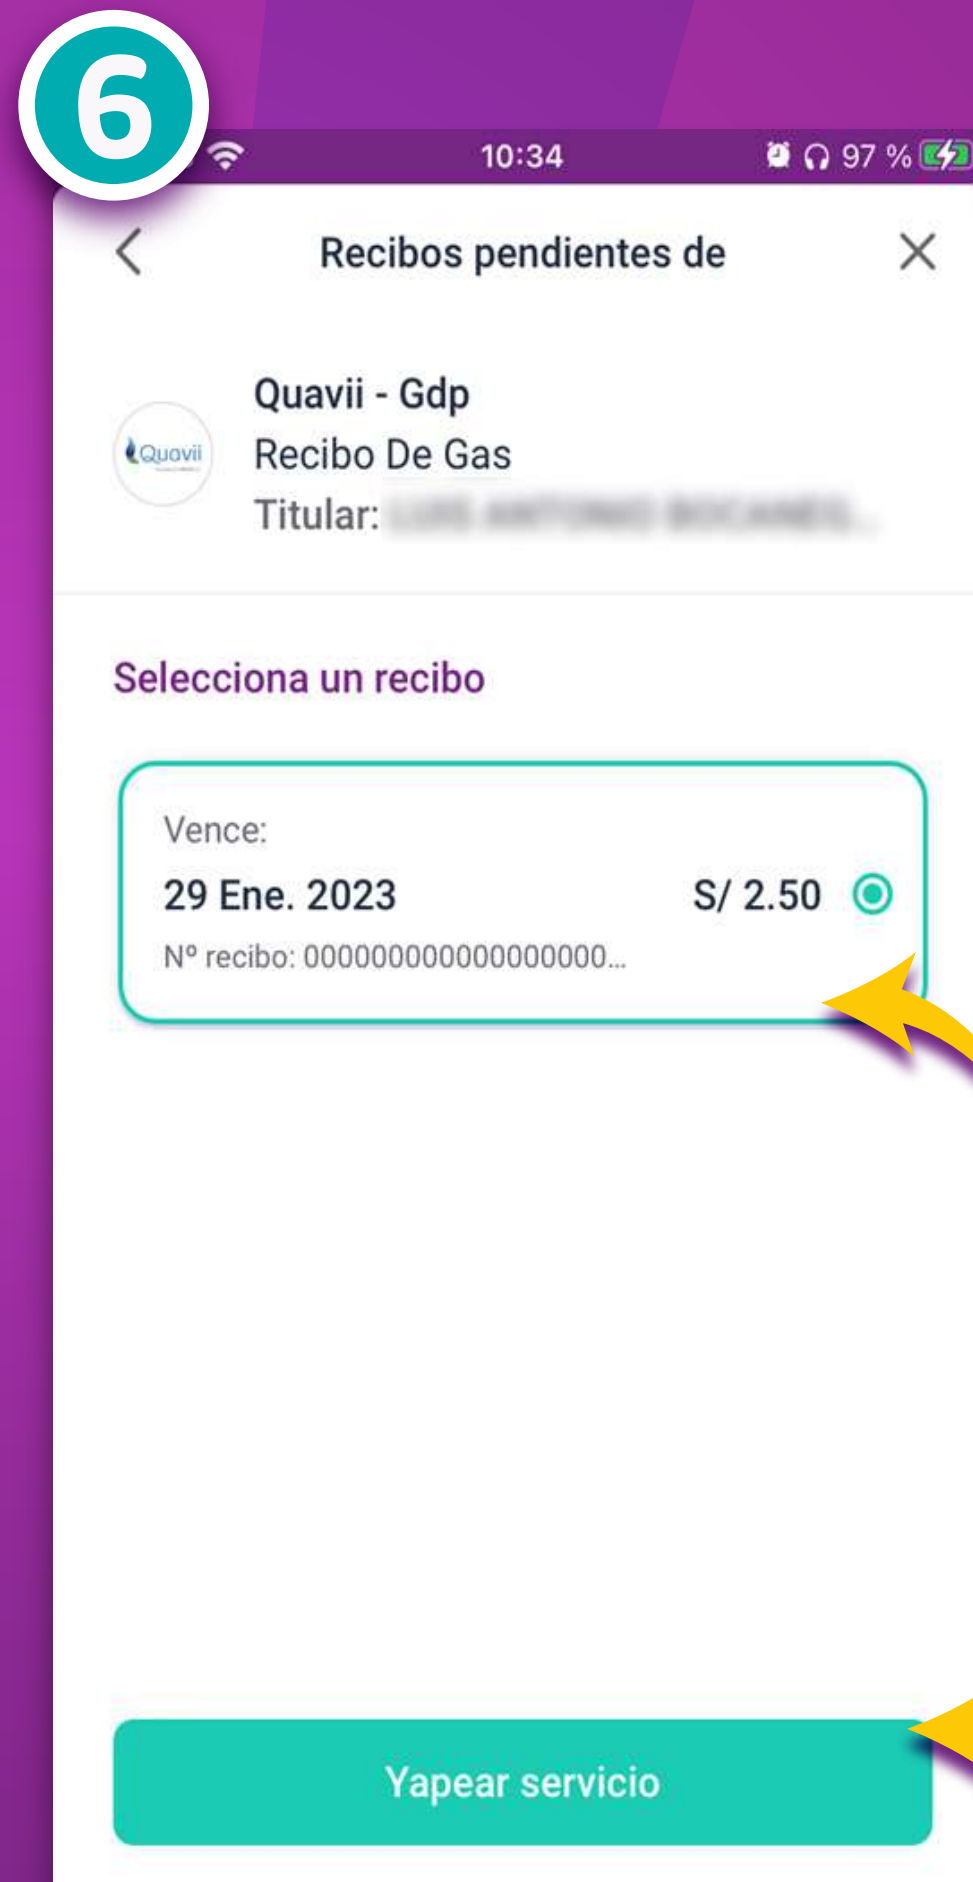 6
10:34
97 %
Recibos pendientes de
Quavii - Gdp
Quavii
Recibo De Gas
Titular:
Selecciona un recibo
Vence:
29 Ene. 2023
S/ 2.50
Nº recibo: 000000000000000000...
Yapear servicio